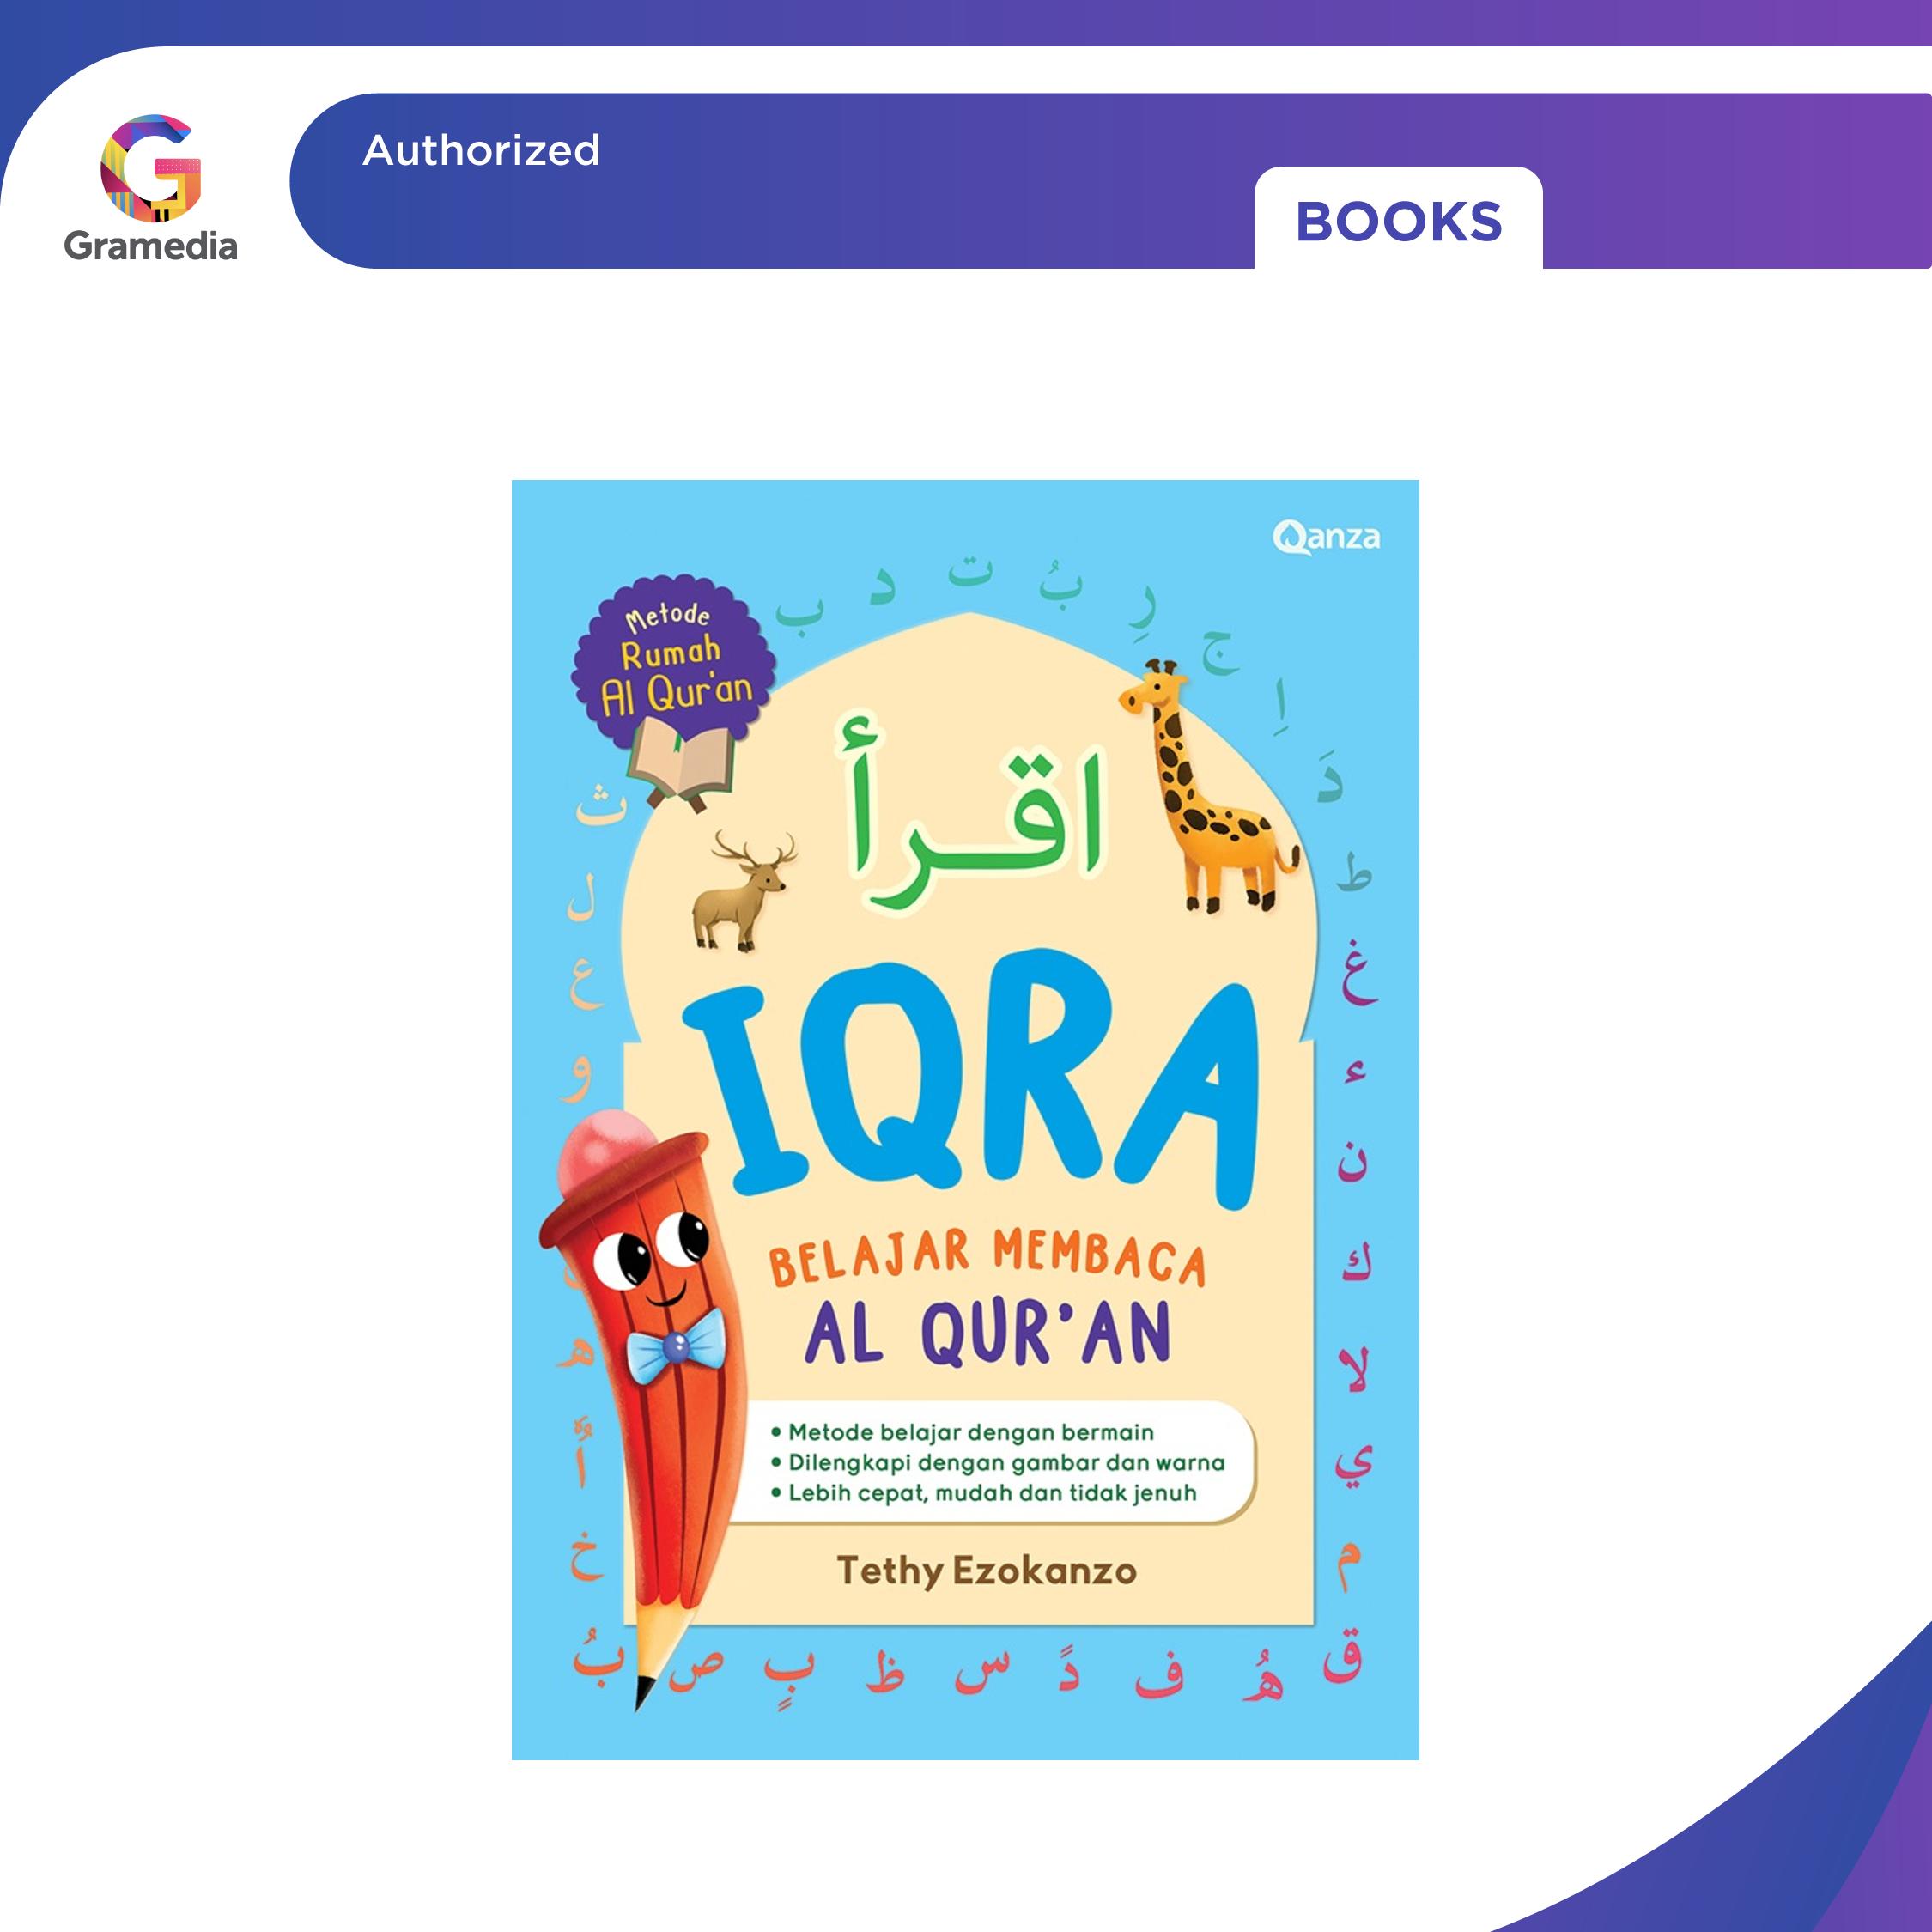 Gramedia
Authorized
BOOKS
Qanza
Metode
Rumah
Al Qur'an
ب د ت بُ رِ ج اِ دَ ط غ ء ن ك لا ي م ق
ث ل ع و
اقرأ
IQRA
BELAJAR MEMBACA
AL QUR'AN
• Metode belajar dengan bermain
• Dilengkapi dengan gambar dan warna
• Lebih cepat, mudah dan tidak jenuh
Tethy Ezokanzo
ه
خ
بُ ص بٍ ظ س دً ف هُ